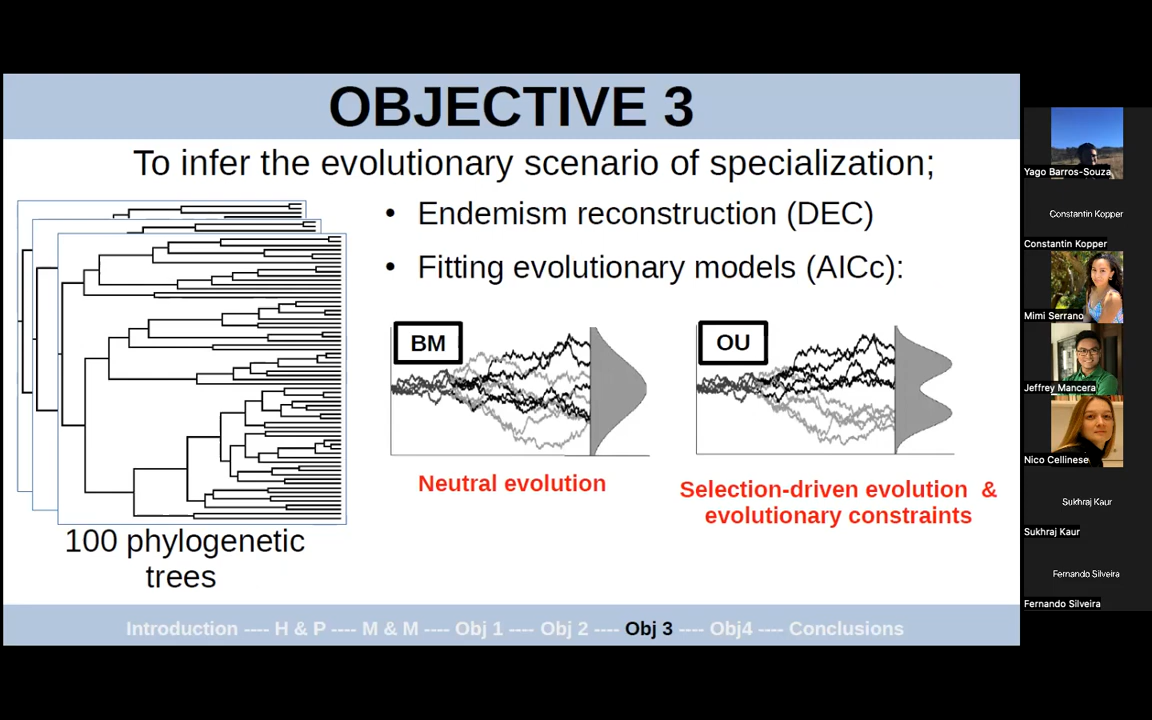 OBJECTIVE 3
To infer the evolutionary scenario of specialization;
• Endemism reconstruction (DEC)
• Fitting evolutionary models (AICc):
BM
OU
Neutral evolution
Selection-driven evolution &
evolutionary constraints
100 phylogenetic
trees
Introduction ---- H & P ---- M & M ---- Obj 1 ---- Obj 2 ---- Obj 3 ---- Obj4 ---- Conclusions
Yago Barros-Souza
Constantin Kopper
Constantin Kopper
Mimi Serrano
Jeffrey Mancera
Nico Cellinese
Sukhraj Kaur
Sukhraj Kaur
Fernando Silveira
Fernando Silveira